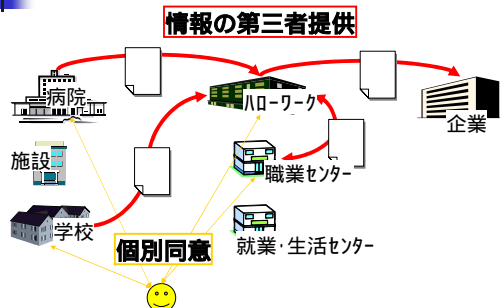 情報の第三者提供
病院
ﾊﾛｰﾜｰｸ
企業
施設
職業ｾﾝﾀｰ
学校
個別同意
就業･生活ｾﾝﾀｰ